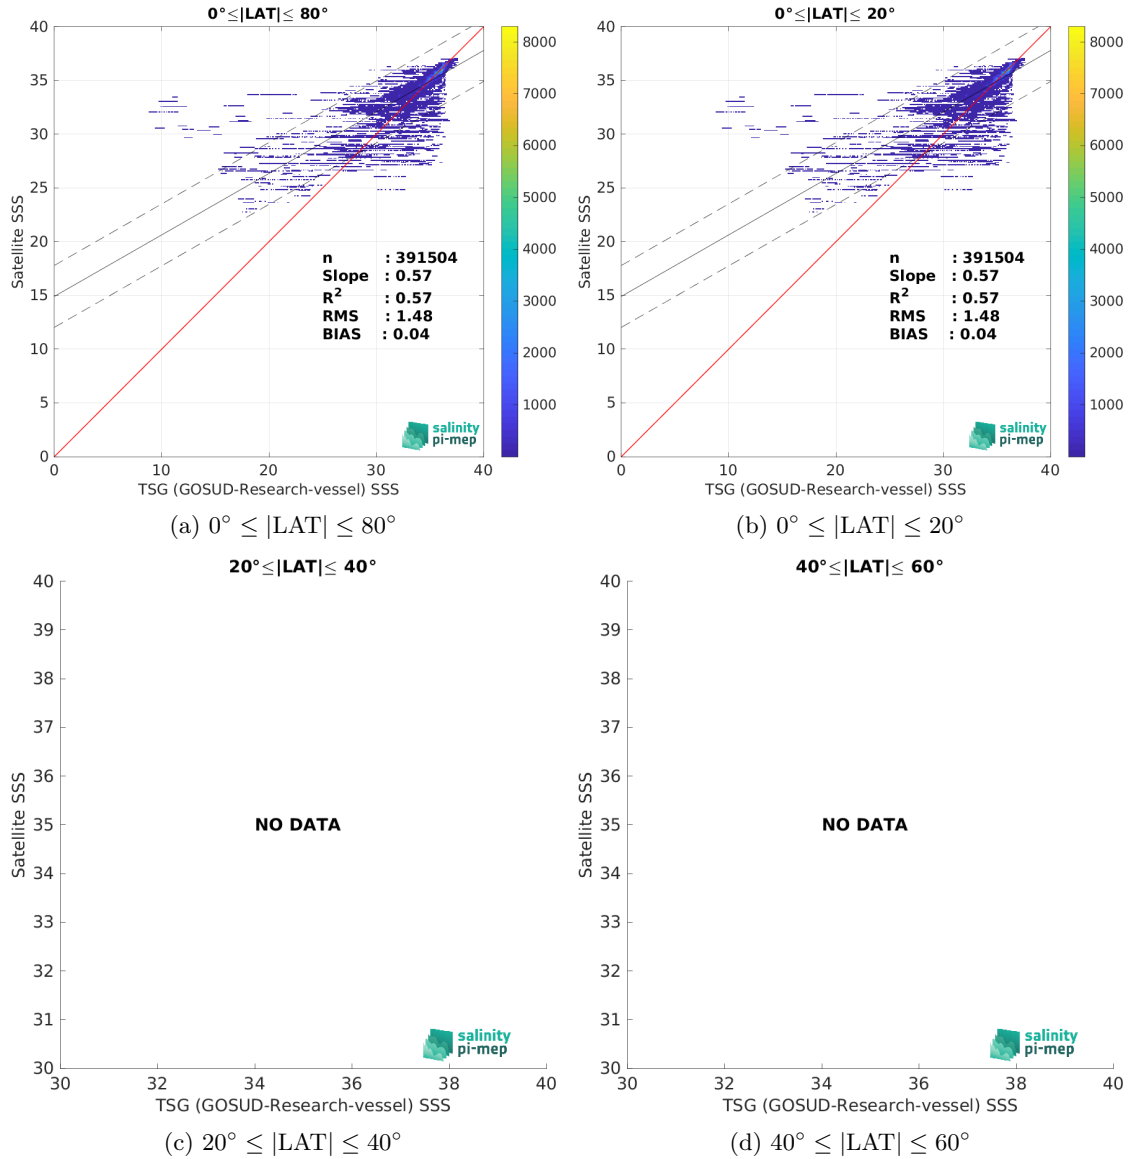 0°≤|LAT|≤ 80°
40
35
30
25
20
15
10
5
0
Satellite SSS
n : 391504
Slope : 0.57
R² : 0.57
RMS : 1.48
BIAS : 0.04
salinity
pi-mep
0 10 20 30 40
TSG (GOSUD-Research-vessel) SSS
8000
7000
6000
5000
4000
3000
2000
1000
(a) 0° ≤ |LAT| ≤ 80°
0°≤|LAT|≤ 20°
40
35
30
25
20
15
10
5
0
Satellite SSS
n : 391504
Slope : 0.57
R² : 0.57
RMS : 1.48
BIAS : 0.04
salinity
pi-mep
0 10 20 30 40
TSG (GOSUD-Research-vessel) SSS
8000
7000
6000
5000
4000
3000
2000
1000
(b) 0° ≤ |LAT| ≤ 20°
20°≤|LAT|≤ 40°
40
39
38
37
36
35
34
33
32
31
30
Satellite SSS
NO DATA
salinity
pi-mep
30 32 34 36 38 40
TSG (GOSUD-Research-vessel) SSS
(c) 20° ≤ |LAT| ≤ 40°
40°≤|LAT|≤ 60°
40
39
38
37
36
35
34
33
32
31
30
Satellite SSS
NO DATA
salinity
pi-mep
30 32 34 36 38 40
TSG (GOSUD-Research-vessel) SSS
(d) 40° ≤ |LAT| ≤ 60°